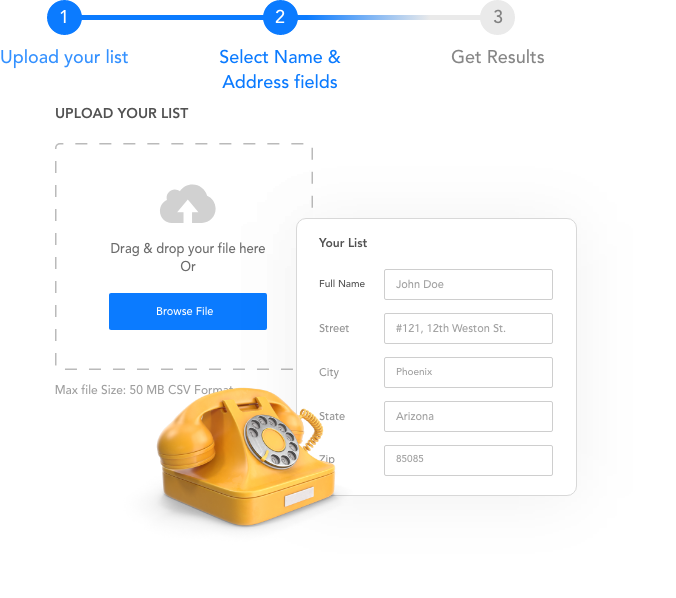 1
2
3
Upload your list
Select Name &
Address fields
Get Results
UPLOAD YOUR LIST
Drag & drop your file here
Or
Browse File
Max file Size: 50 MB CSV Format
Your List
Full Name
John Doe
Street
#121, 12th Weston St.
City
Phoenix
State
Arizona
Zip
85085